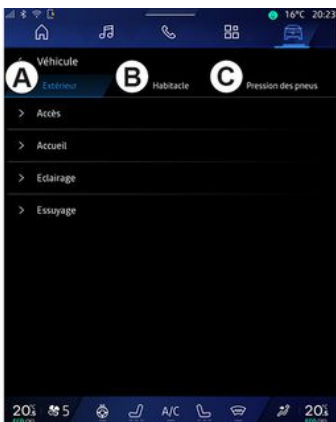 16°C 20:23
Véhicule
A Extérieur B Habitacle C Pression des pneus
> Accès
> Accueil
> Eclairage
> Essuyage
20 5 A/C 20